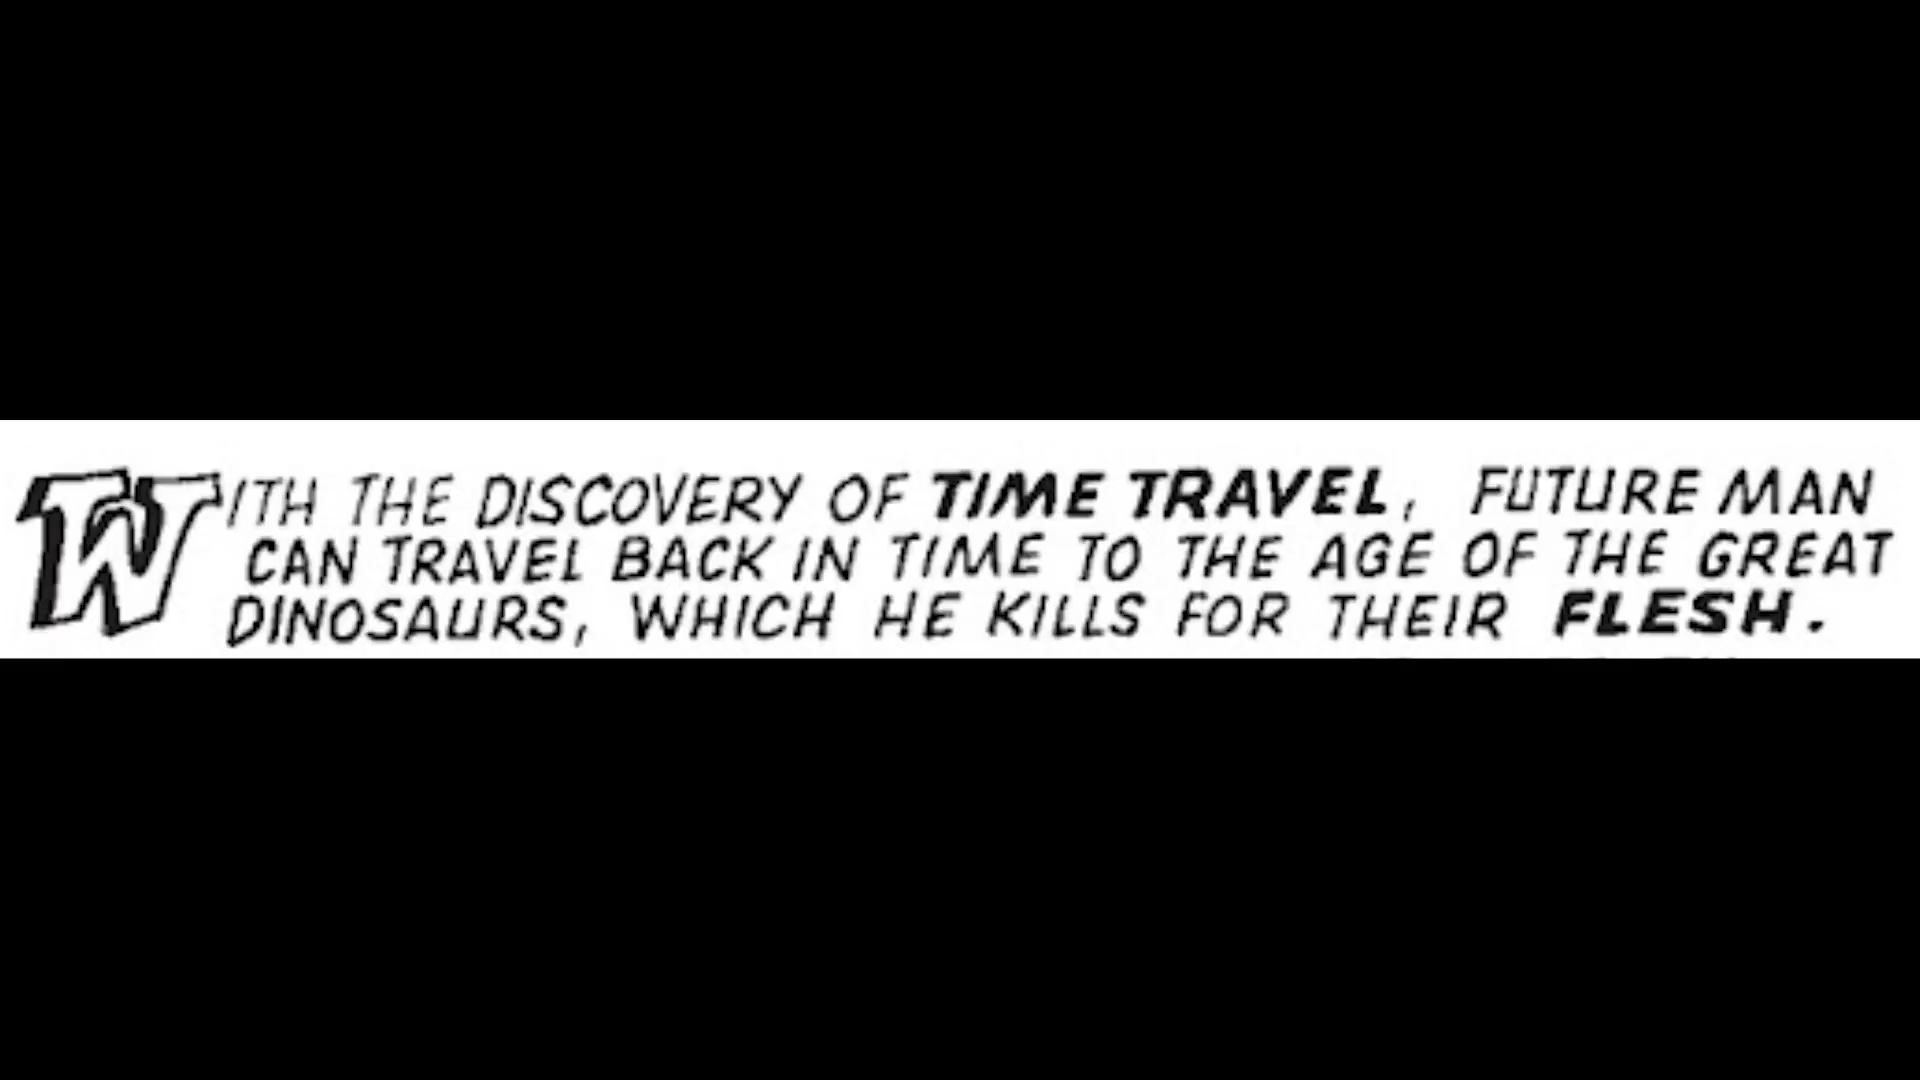 WITH THE DISCOVERY OF TIME TRAVEL, FUTURE MAN
CAN TRAVEL BACK IN TIME TO THE AGE OF THE GREAT
DINOSAURS, WHICH HE KILLS FOR THEIR FLESH.